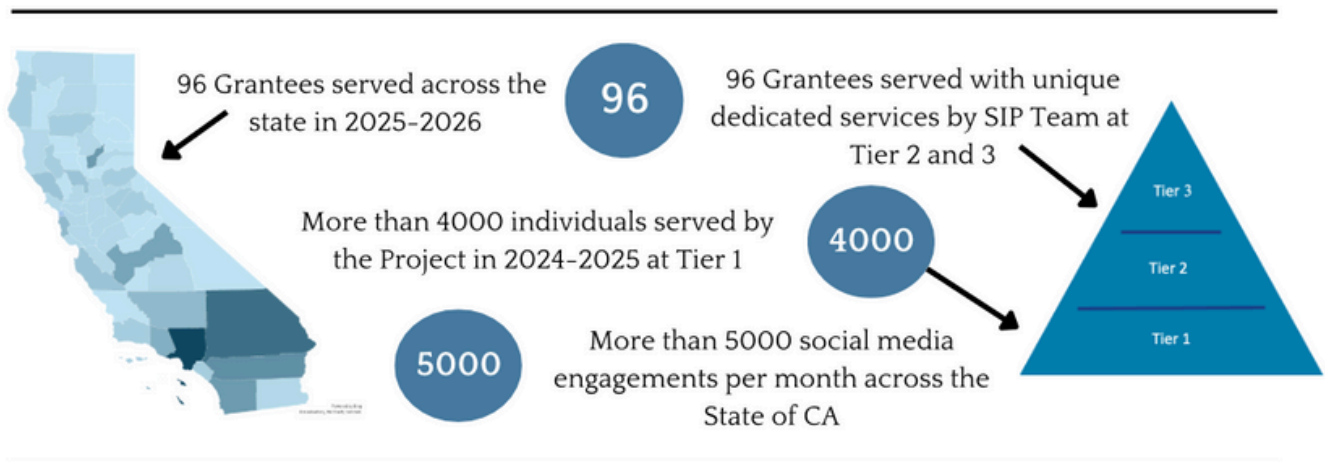 96 Grantees served across the
state in 2025-2026
96
96 Grantees served with unique
dedicated services by SIP Team at
Tier 2 and 3
More than 4000 individuals served by
the Project in 2024-2025 at Tier 1
4000
5000
More than 5000 social media
engagements per month across the
State of CA
Tier 3
Tier 2
Tier 1